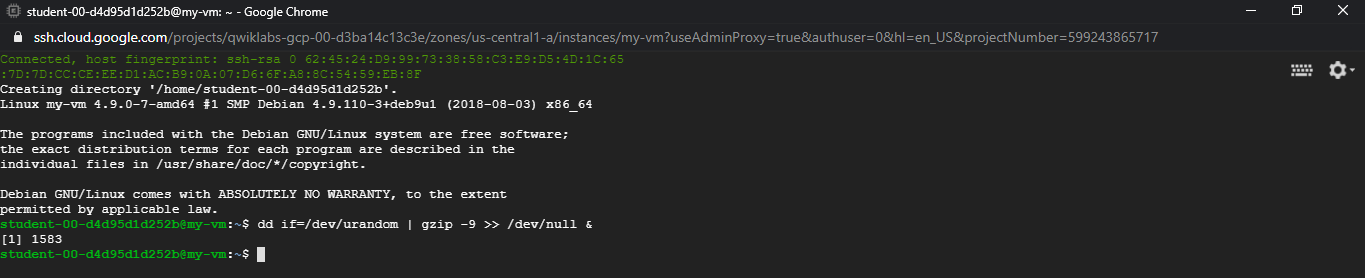 student-00-d4d95d1d252b@my-vm: ~ - Google Chrome
ssh.cloud.google.com/projects/qwiklabs-gcp-00-d3ba14c13c3e/zones/us-central1-a/instances/my-vm?useAdminProxy=true&authuser=0&hl=en_US&projectNumber=599243865717
Connected, host fingerprint: ssh-rsa 0 62:45:24:D9:99:73:38:58:C3:E9:D5:4D:1C:65
:7D:7D:CC:CE:EE:D1:AC:B9:0A:07:D6:6F:A8:8C:54:59:EB:8F
Creating directory '/home/student-00-d4d95d1d252b'.
Linux my-vm 4.9.0-7-amd64 #1 SMP Debian 4.9.110-3+deb9u1 (2018-08-03) x86_64
The programs included with the Debian GNU/Linux system are free software;
the exact distribution terms for each program are described in the
individual files in /usr/share/doc/*/copyright.
Debian GNU/Linux comes with ABSOLUTELY NO WARRANTY, to the extent
permitted by applicable law.
student-00-d4d95d1d252b@my-vm:~$ dd if=/dev/urandom | gzip -9 >> /dev/null &
[1] 1583
student-00-d4d95d1d252b@my-vm:~$